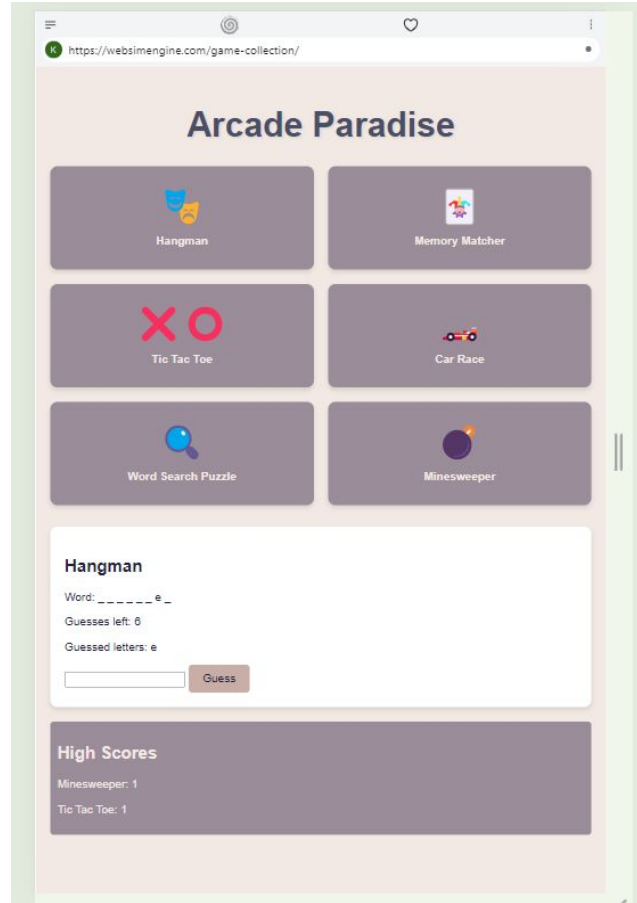 K https://websimengine.com/game-collection/
Arcade Paradise
Hangman
Memory Matcher
Tic Tac Toe
Car Race
Word Search Puzzle
Minesweeper
Hangman
Word: _ _ _ _ _ _ e _
Guesses left: 6
Guessed letters: e
Guess
High Scores
Minesweeper: 1
Tic Tac Toe: 1